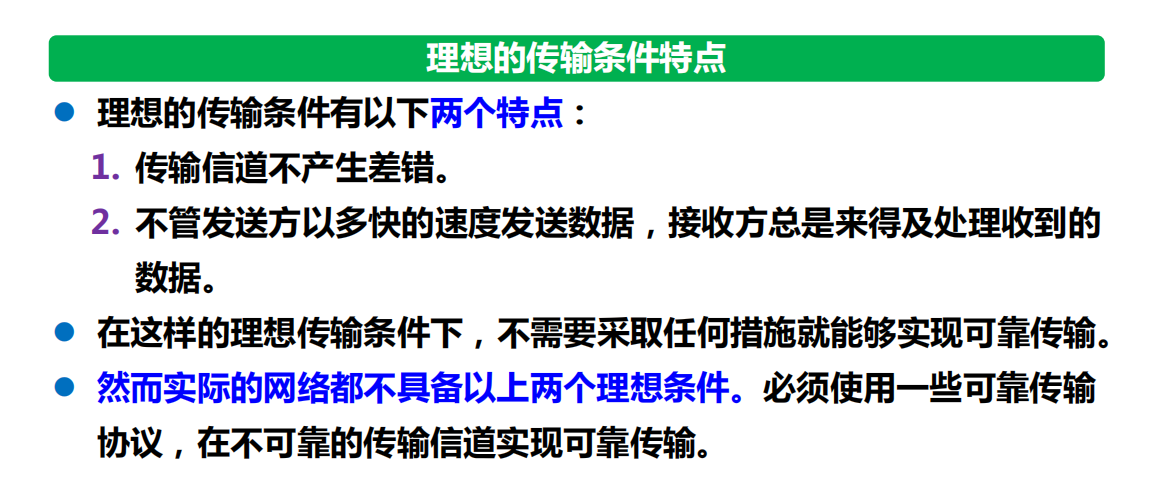 理想的传输条件特点
理想的传输条件有以下两个特点：
1. 传输信道不产生差错。
2. 不管发送方以多快的速度发送数据，接收方总是来得及处理收到的
数据。
在这样的理想传输条件下，不需要采取任何措施就能够实现可靠传输。
然而实际的网络都不具备以上两个理想条件。必须使用一些可靠传输
协议，在不可靠的传输信道实现可靠传输。